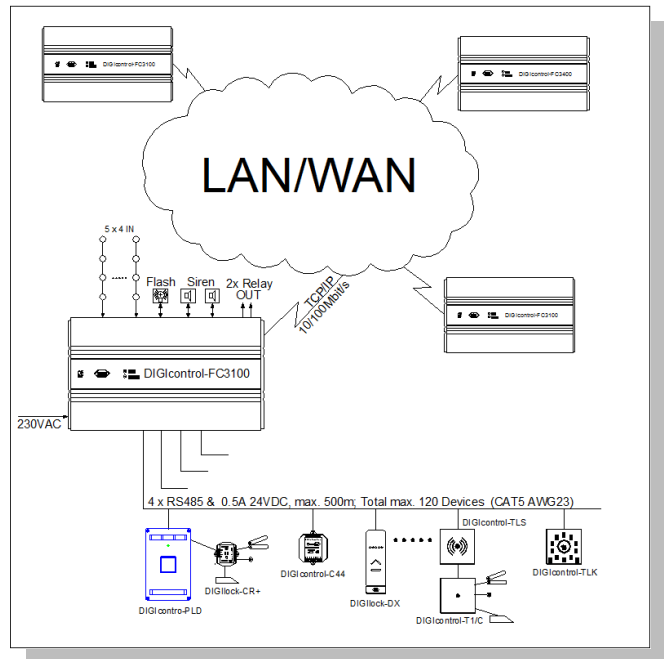 DIGIcontrol-FC3100
DIGIcontrol-FC3400
LAN/WAN
5 x 4 IN
Flash
Siren
2x Relay
OUT
TCP/IP
10/100Mbit/s
DIGIcontrol-FC3100
DIGIcontrol-FC3100
230VAC
4 x RS485 & 0.5A 24VDC, max. 500m; Total max. 120 Devices (CAT5 AWG23)
DIGIcontrol-TLS
DIGIcontrol-C44
DIGIcontrol-TLK
DIGIlock-CR+
DIGIlock-DX
DIGIcontro-PLD
DIGIcontrol-T1/C